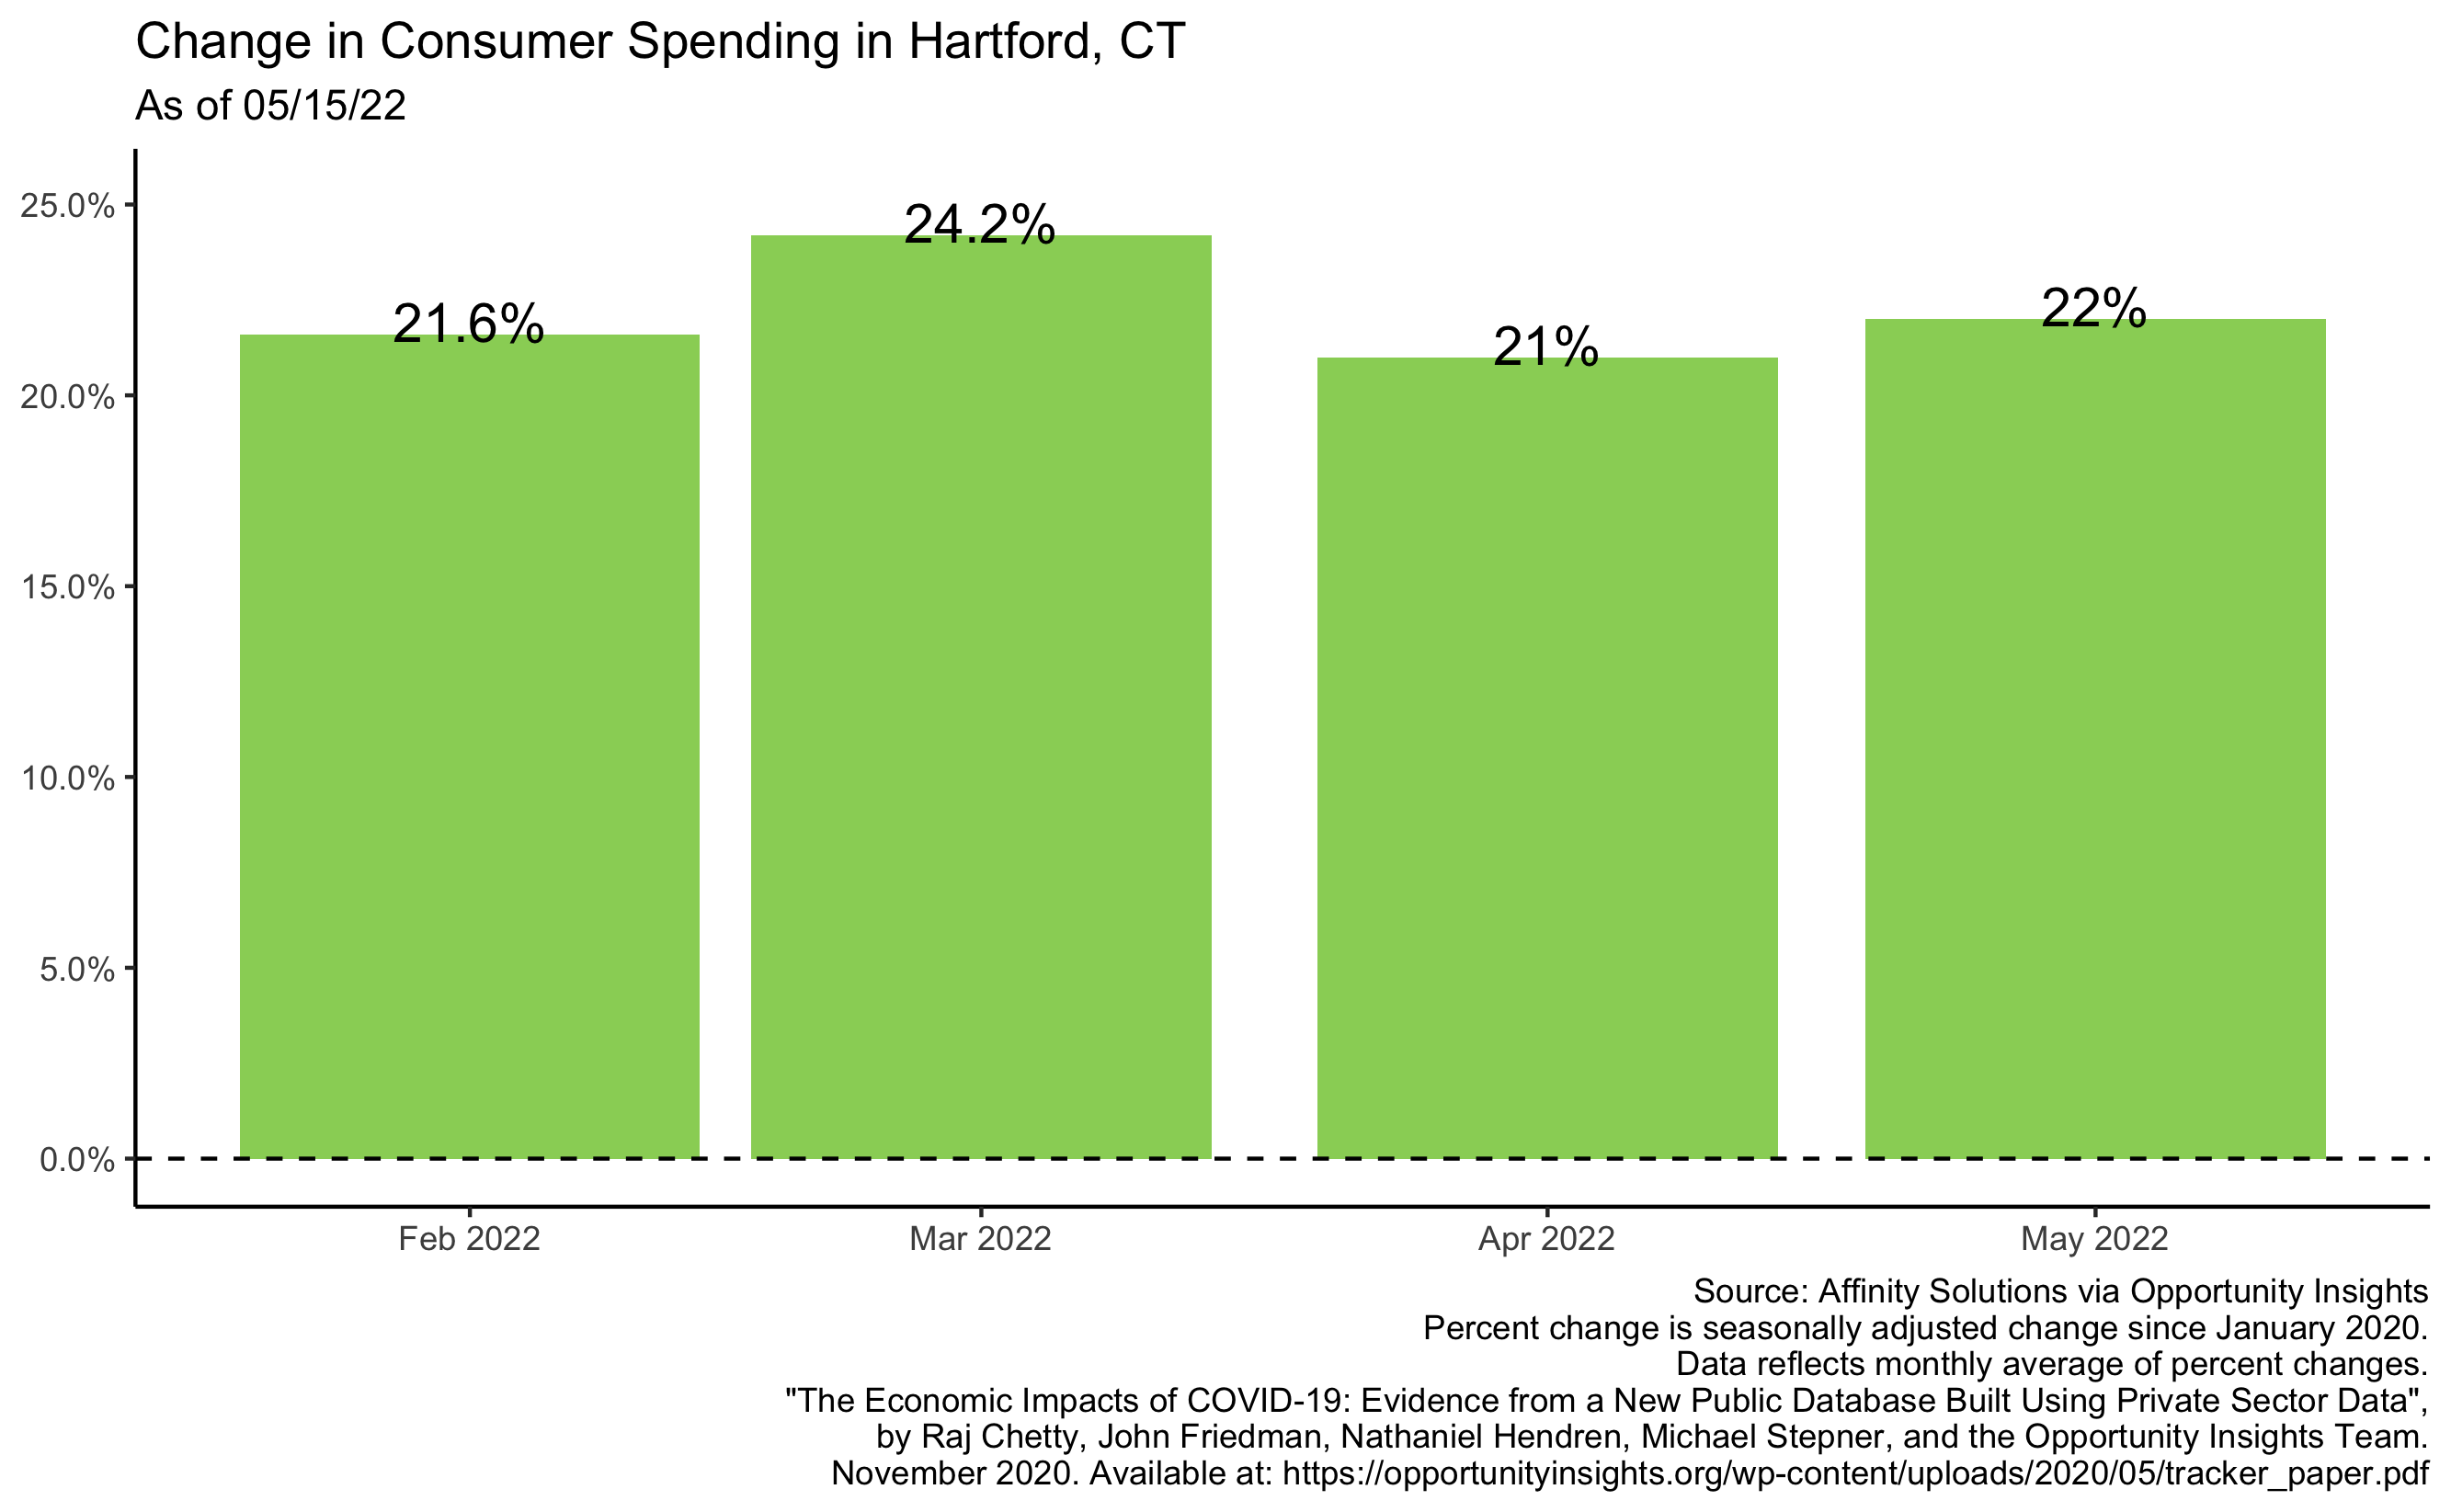 Change in Consumer Spending in Hartford, CT
As of 05/15/22
25.0%
20.0%
15.0%
10.0%
5.0%
0.0%
21.6%
24.2%
21%
22%
Feb 2022
Mar 2022
Apr 2022
May 2022
Source: Affinity Solutions via Opportunity Insights
Percent change is seasonally adjusted change since January 2020.
Data reflects monthly average of percent changes.
"The Economic Impacts of COVID-19: Evidence from a New Public Database Built Using Private Sector Data",
by Raj Chetty, John Friedman, Nathaniel Hendren, Michael Stepner, and the Opportunity Insights Team.
November 2020. Available at: https://opportunityinsights.org/wp-content/uploads/2020/05/tracker_paper.pdf